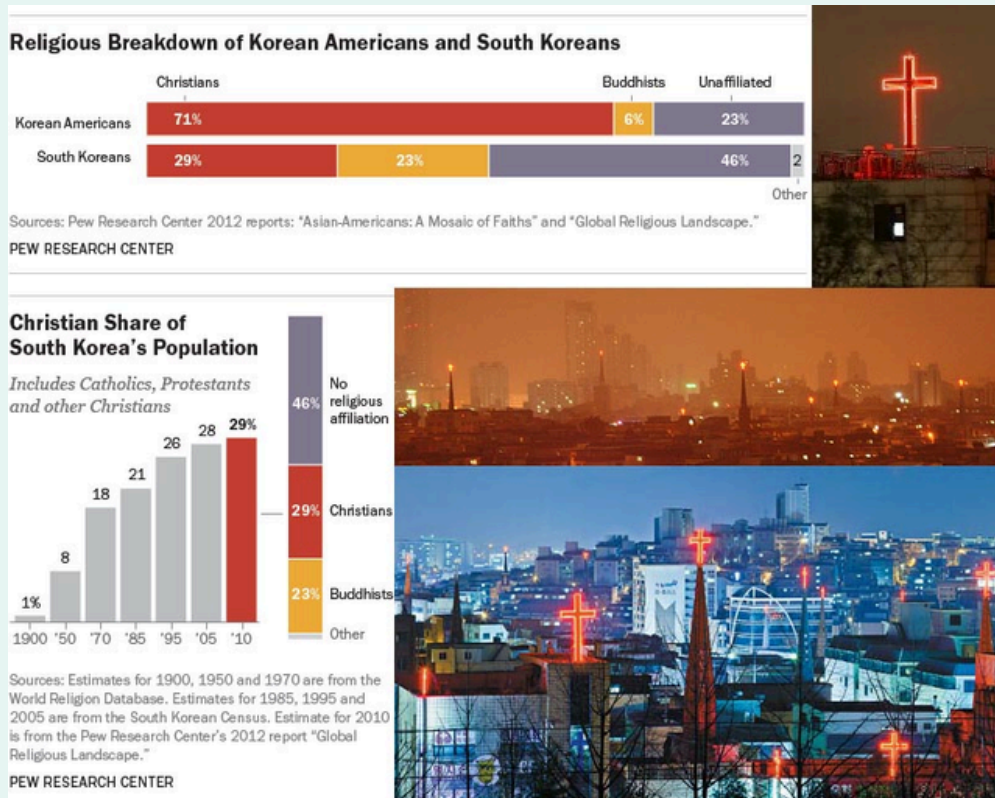 Religious Breakdown of Korean Americans and South Koreans
Christians Buddhists Unaffiliated
Korean Americans 71% 6% 23%
South Koreans 29% 23% 46% 2
Other
Sources: Pew Research Center 2012 reports: “Asian-Americans: A Mosaic of Faiths” and “Global Religious Landscape.”
PEW RESEARCH CENTER
Christian Share of
South Korea’s Population
Includes Catholics, Protestants
and other Christians
1% 8 18 21 26 28 29%
1900 '50 '70 '85 '95 '05 '10
46% No
religious
affiliation
29% Christians
23% Buddhists
Other
Sources: Estimates for 1900, 1950 and 1970 are from the
World Religion Database. Estimates for 1985, 1995 and
2005 are from the South Korean Census. Estimate for 2010
is from the Pew Research Center’s 2012 report “Global
Religious Landscape.”
PEW RESEARCH CENTER